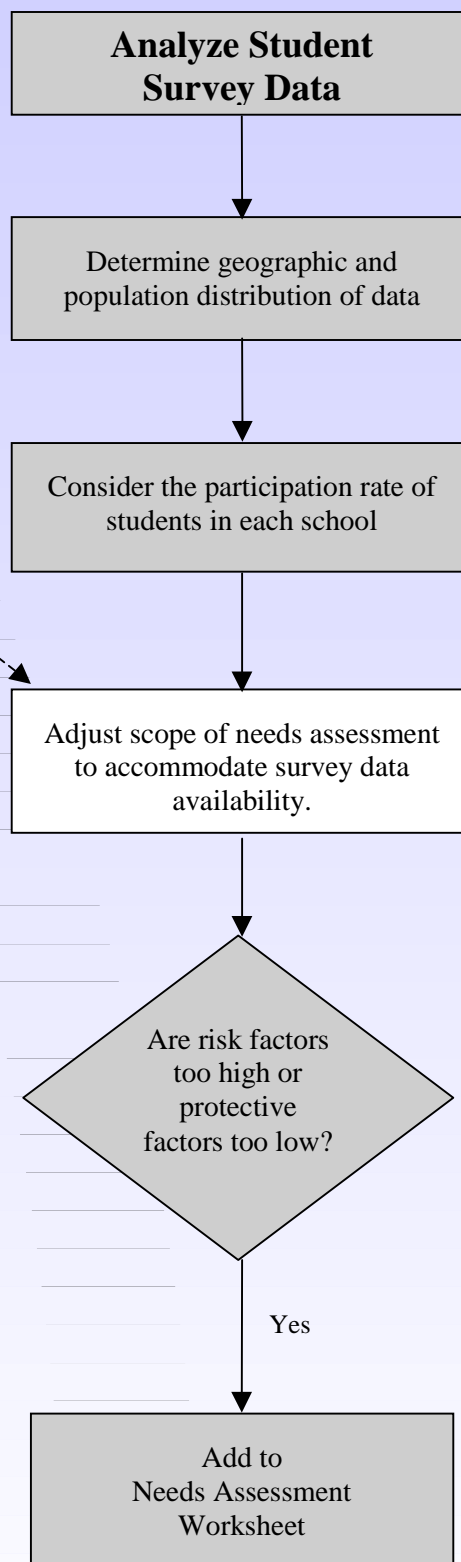 Analyze Student
Survey Data
Determine geographic and
population distribution of data
Consider the participation rate of
students in each school
Adjust scope of needs assessment
to accommodate survey data
availability.
Are risk factors
too high or
protective
factors too low?
Yes
Add to
Needs Assessment
Worksheet